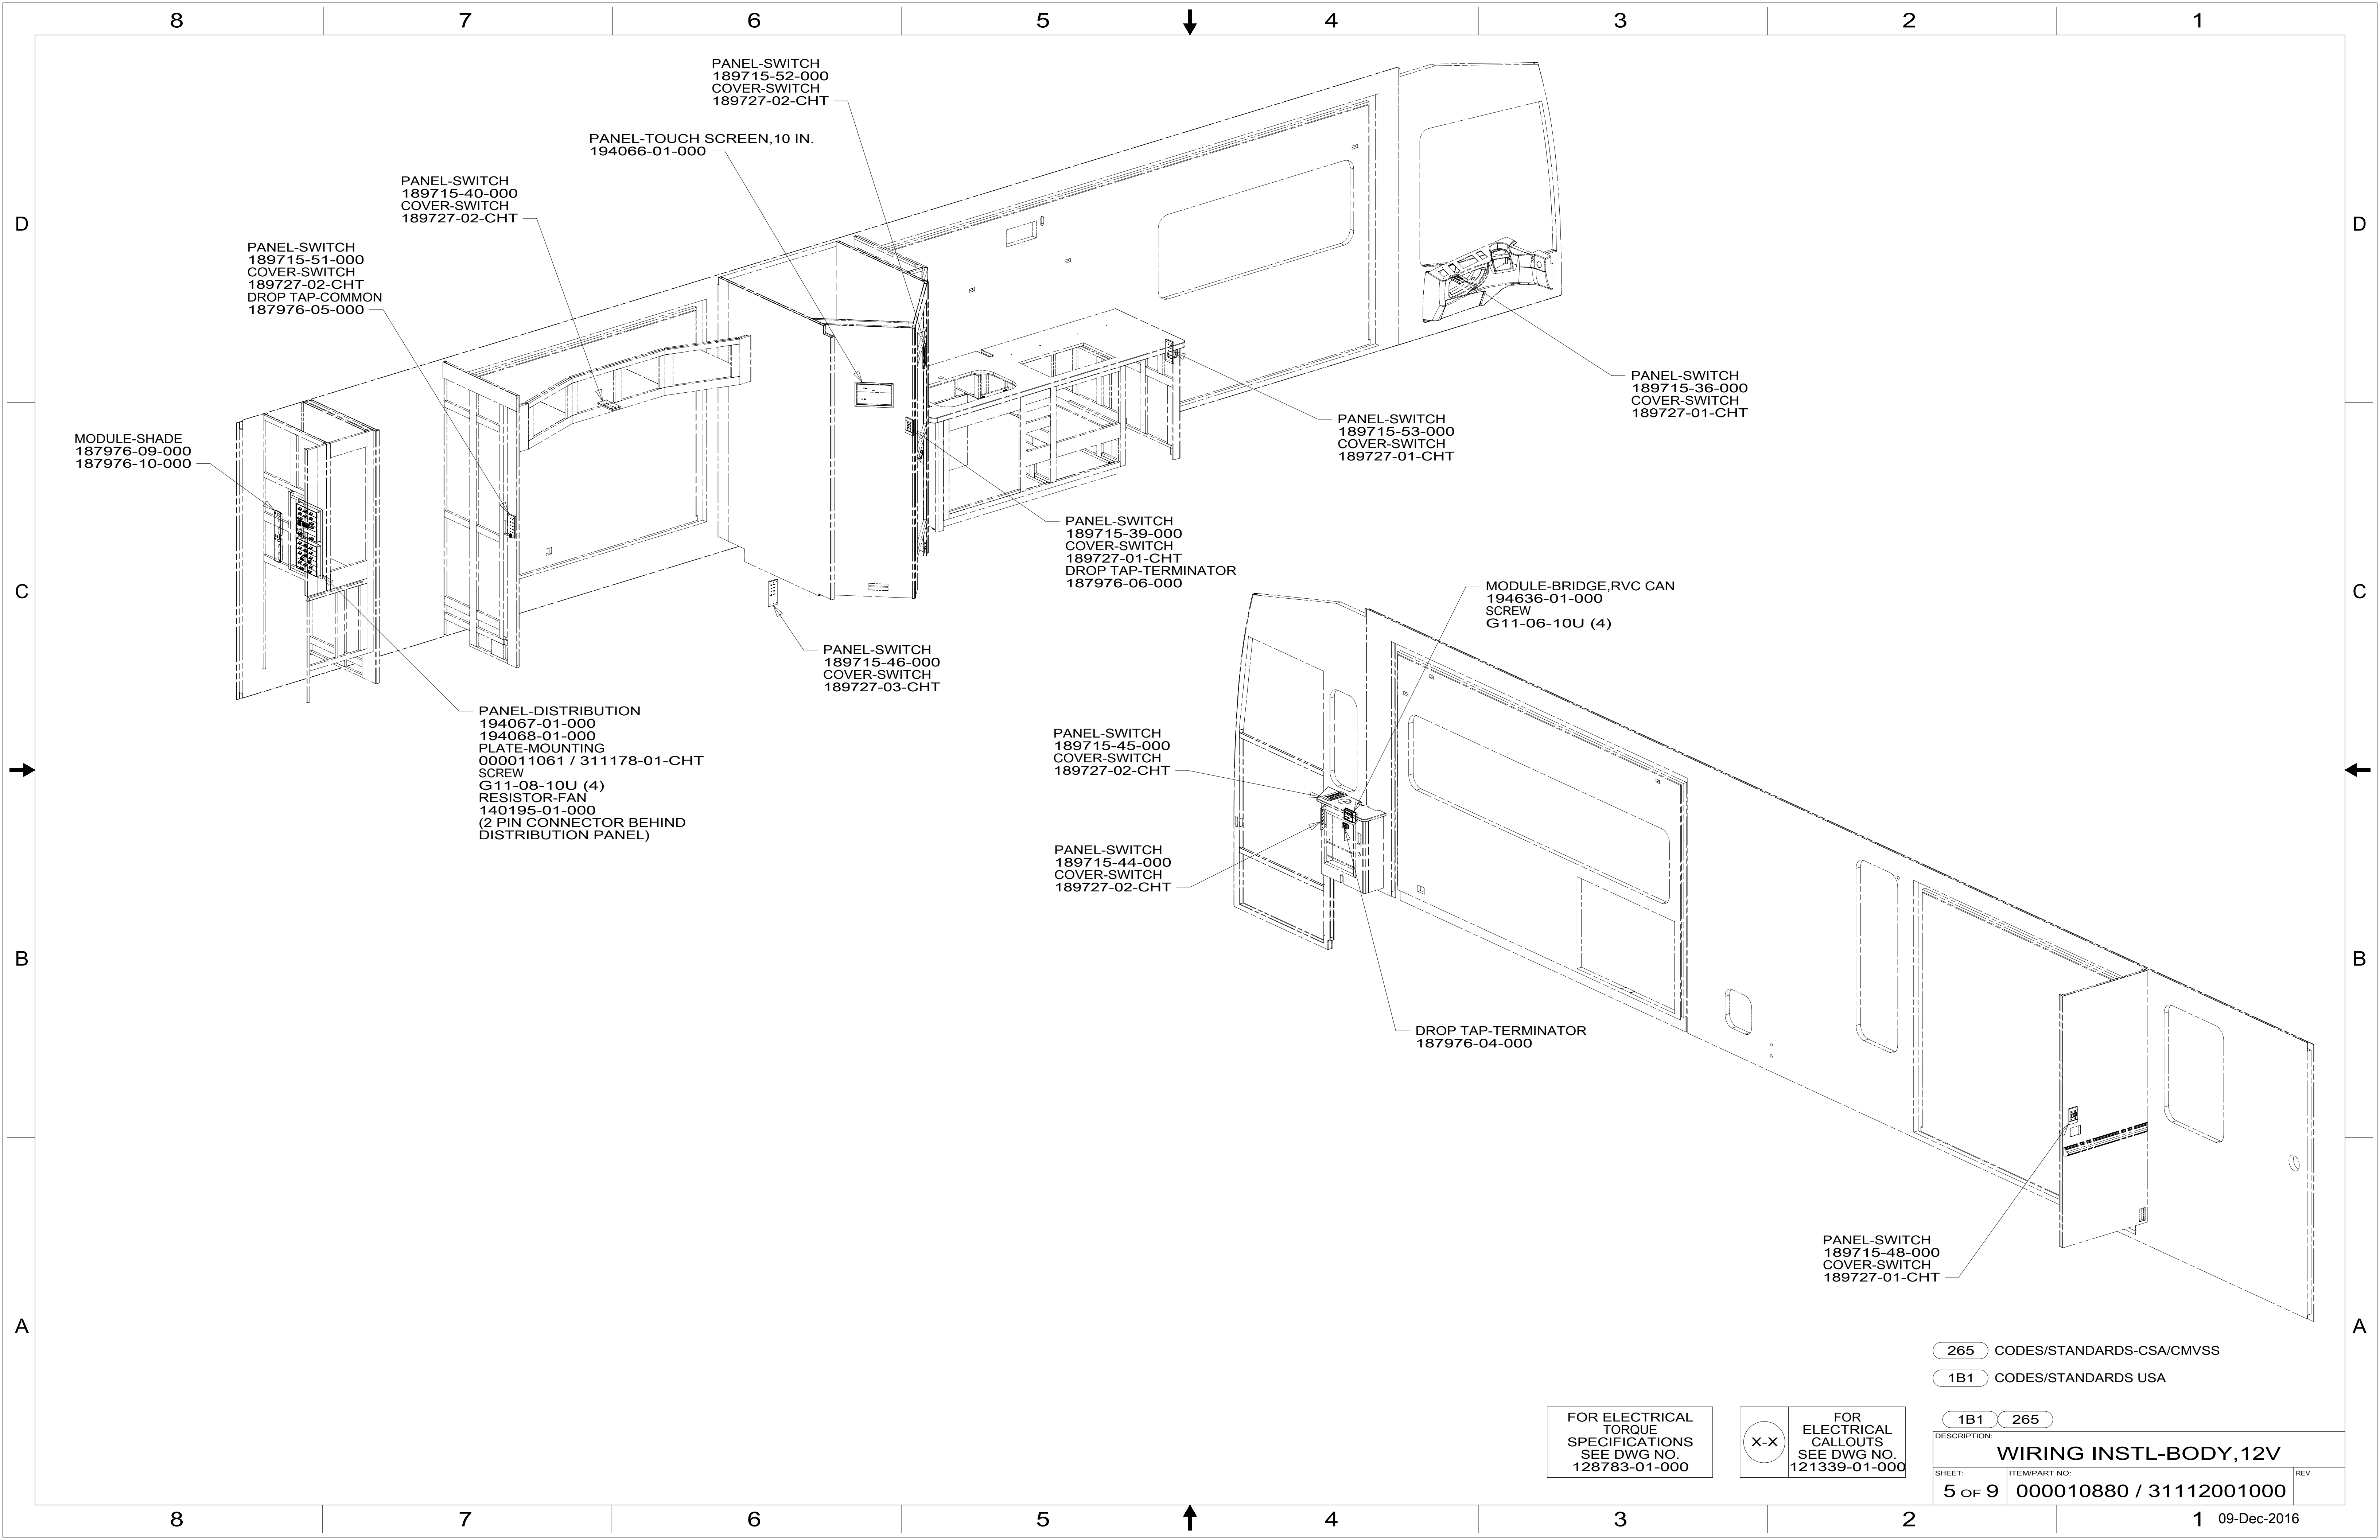 8 7 6 5 4 3 2 1
PANEL-SWITCH
189715-52-000
COVER-SWITCH
189727-02-CHT
PANEL-TOUCH SCREEN,10 IN.
194066-01-000
PANEL-SWITCH
189715-40-000
COVER-SWITCH
189727-02-CHT
D
D
PANEL-SWITCH
189715-51-000
COVER-SWITCH
189727-02-CHT
DROP TAP-COMMON
187976-05-000
PANEL-SWITCH
189715-36-000
COVER-SWITCH
189727-01-CHT
PANEL-SWITCH
189715-53-000
COVER-SWITCH
189727-01-CHT
MODULE-SHADE
187976-09-000
187976-10-000
PANEL-SWITCH
189715-39-000
COVER-SWITCH
189727-01-CHT
DROP TAP-TERMINATOR
187976-06-000
C
C
MODULE-BRIDGE,RVC CAN
194636-01-000
SCREW
G11-06-10U (4)
PANEL-SWITCH
189715-46-000
COVER-SWITCH
189727-03-CHT
PANEL-DISTRIBUTION
194067-01-000
194068-01-000
PLATE-MOUNTING
000011061 / 311178-01-CHT
SCREW
G11-08-10U (4)
RESISTOR-FAN
140195-01-000
(2 PIN CONNECTOR BEHIND
DISTRIBUTION PANEL)
PANEL-SWITCH
189715-45-000
COVER-SWITCH
189727-02-CHT
PANEL-SWITCH
189715-44-000
COVER-SWITCH
189727-02-CHT
B
B
DROP TAP-TERMINATOR
187976-04-000
PANEL-SWITCH
189715-48-000
COVER-SWITCH
189727-01-CHT
A
A
265 CODES/STANDARDS-CSA/CMVSS
1B1 CODES/STANDARDS USA
FOR ELECTRICAL
TORQUE
SPECIFICATIONS
SEE DWG NO.
128783-01-000
X-X
FOR
ELECTRICAL
CALLOUTS
SEE DWG NO.
121339-01-000
1B1 265
DESCRIPTION:
WIRING INSTL-BODY,12V
SHEET:
5 OF 9
ITEM/PART NO:
000010880 / 31112001000
REV
8 7 6 5 4 3 2 1
09-Dec-2016